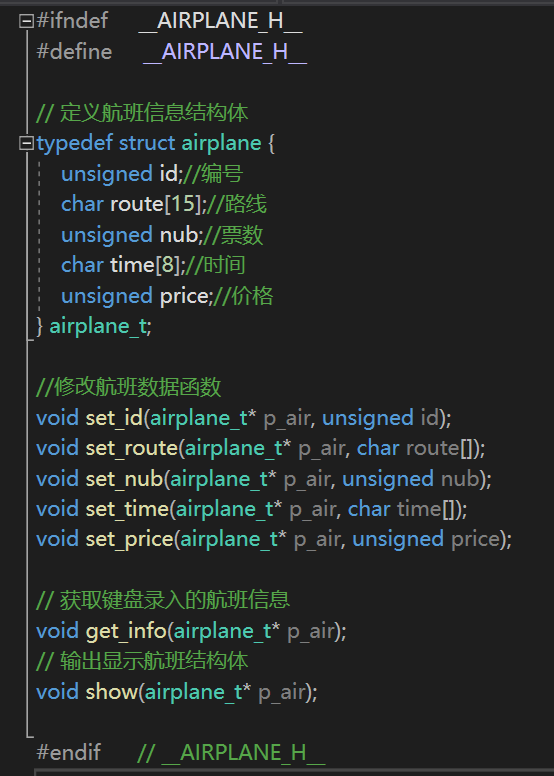 #ifndef __AIRPLANE_H__
#define __AIRPLANE_H__
// 定义航班信息结构体
typedef struct airplane {
unsigned id;//编号
char route[15];//路线
unsigned nub;//票数
char time[8];//时间
unsigned price;//价格
} airplane_t;
//修改航班数据函数
void set_id(airplane_t* p_air, unsigned id);
void set_route(airplane_t* p_air, char route[]);
void set_nub(airplane_t* p_air, unsigned nub);
void set_time(airplane_t* p_air, char time[]);
void set_price(airplane_t* p_air, unsigned price);
// 获取键盘录入的航班信息
void get_info(airplane_t* p_air);
// 输出显示航班结构体
void show(airplane_t* p_air);
#endif // __AIRPLANE_H__